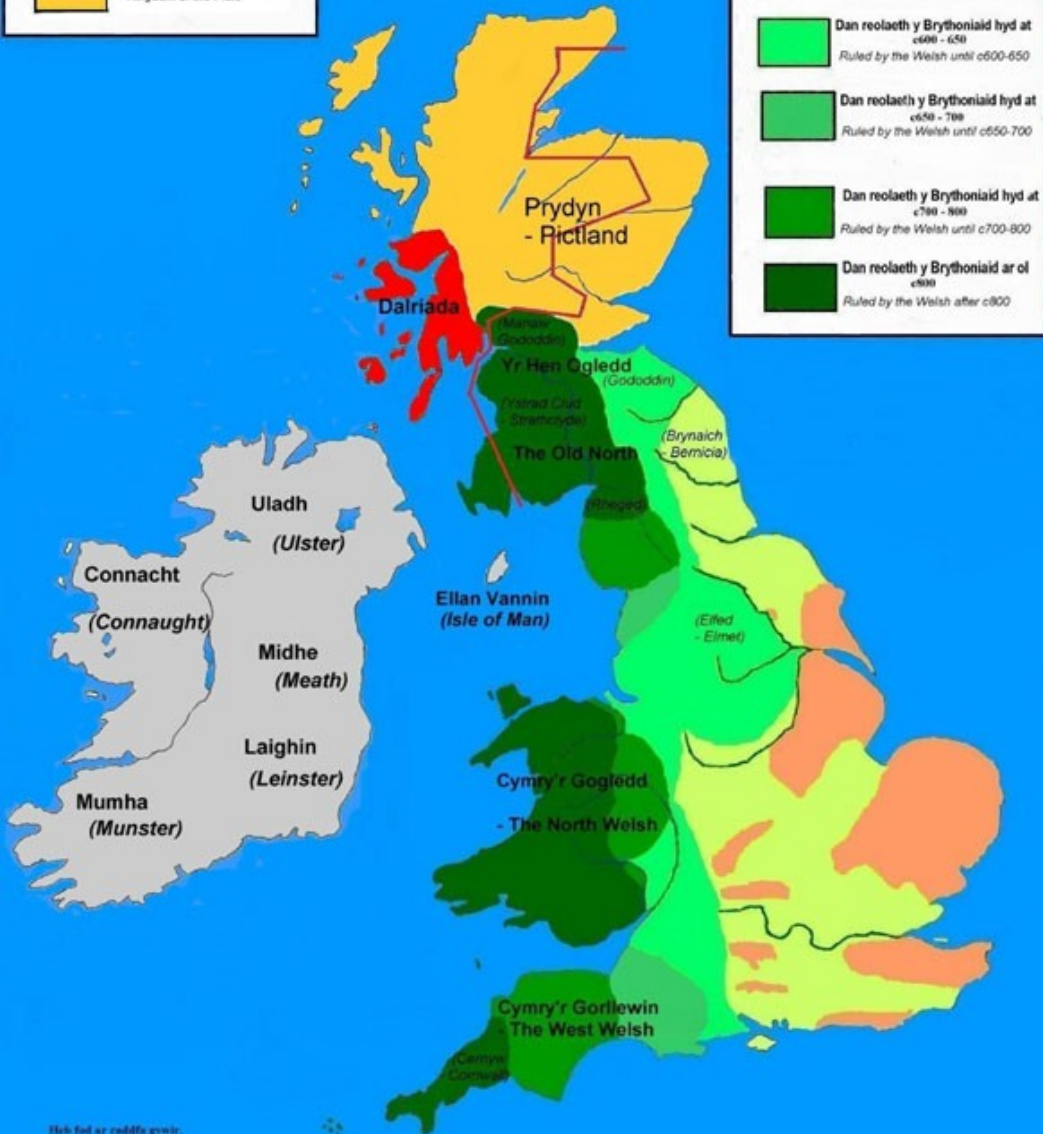 Dan reolaeth y Brythoniaid hyd at
c600 - 650
Ruled by the Welsh until c600-650
Dan reolaeth y Brythoniaid hyd at
c650 - 700
Ruled by the Welsh until c650-700
Dan reolaeth y Brythoniaid hyd at
c700 - 800
Ruled by the Welsh until c700-800
Dan reolaeth y Brythoniaid ar ol
c800
Ruled by the Welsh after c800
Prydyn
- Pictland
Dalriada
(Manaw
Gododdin)
Yr Hen Ogledd
(Gododdin)
(Ystrad Clud
- Strathclyde)
(Brynaich
- Bernicia)
The Old North
(Rheged)
Uladh
(Ulster)
Connacht
(Connaught)
Ellan Vannin
(Isle of Man)
(Elfed
- Elmet)
Midhe
(Meath)
Laighin
(Leinster)
Mumha
(Munster)
Cymry'r Gogledd
- The North Welsh
Cymry'r Gorllewin
- The West Welsh
(Cernyw
Cornwall)